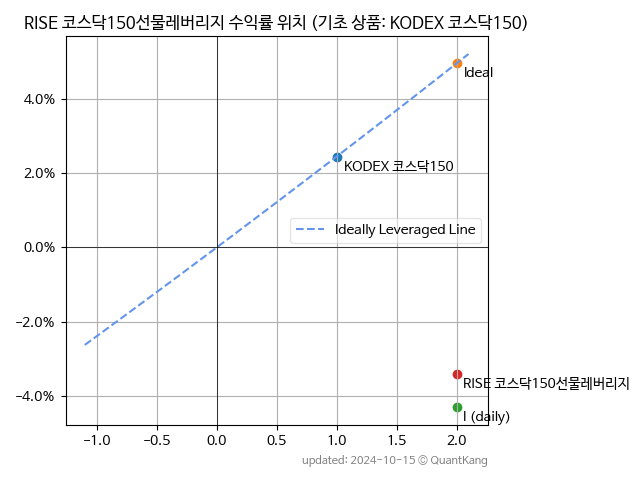 RISE 코스닥150선물레버리지 수익률 위치 (기초 상품: KODEX 코스닥150)
Ideal
4.0%
KODEX 코스닥150
2.0%
Ideally Leveraged Line
0.0%
−2.0%
RISE 코스닥150선물레버리지
−4.0%
I (daily)
−1.0 −0.5 0.0 0.5 1.0 1.5 2.0
updated: 2024-10-15 © QuantKang